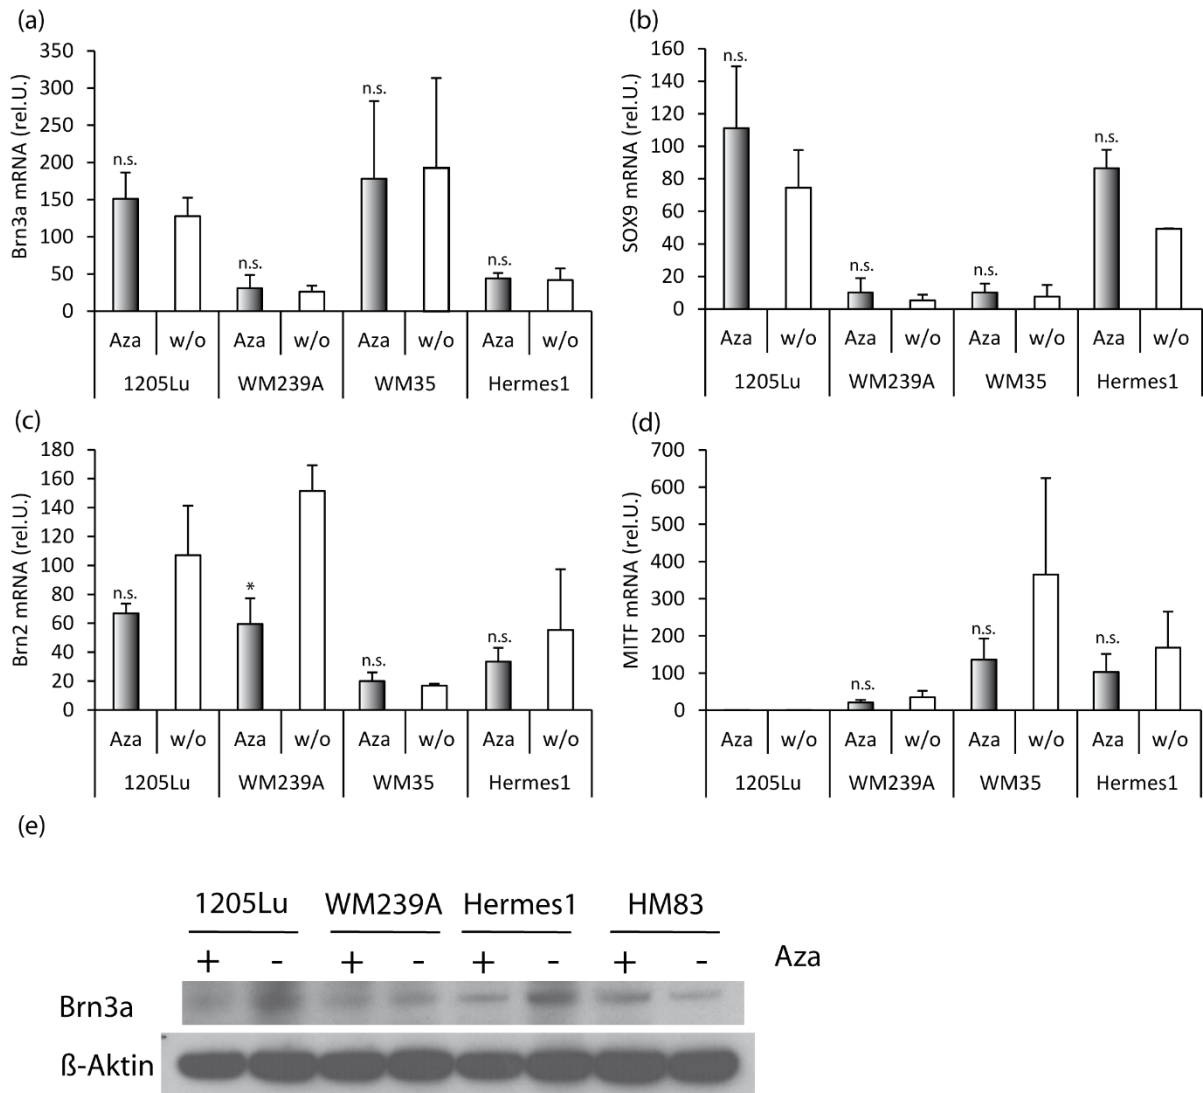 (a)
Brn3a mRNA (rel.U.)
350
300
250
200
150
100
50
0
n.s.
n.s.
n.s.
n.s.
Aza w/o Aza w/o Aza w/o Aza w/o
1205Lu WM239A WM35 Hermes1
(b)
SOX9 mRNA (rel.U.)
160
140
120
100
80
60
40
20
0
n.s.
n.s.
n.s.
n.s.
Aza w/o Aza w/o Aza w/o Aza w/o
1205Lu WM239A WM35 Hermes1
(c)
Brn2 mRNA (rel.U.)
180
160
140
120
100
80
60
40
20
0
n.s.
*
n.s.
n.s.
Aza w/o Aza w/o Aza w/o Aza w/o
1205Lu WM239A WM35 Hermes1
(d)
MITF mRNA (rel.U.)
700
600
500
400
300
200
100
0
n.s.
n.s.
n.s.
Aza w/o Aza w/o Aza w/o Aza w/o
1205Lu WM239A WM35 Hermes1
(e)
1205Lu WM239A Hermes1 HM83
+ - + - + - + - Aza
Brn3a
ß-Aktin